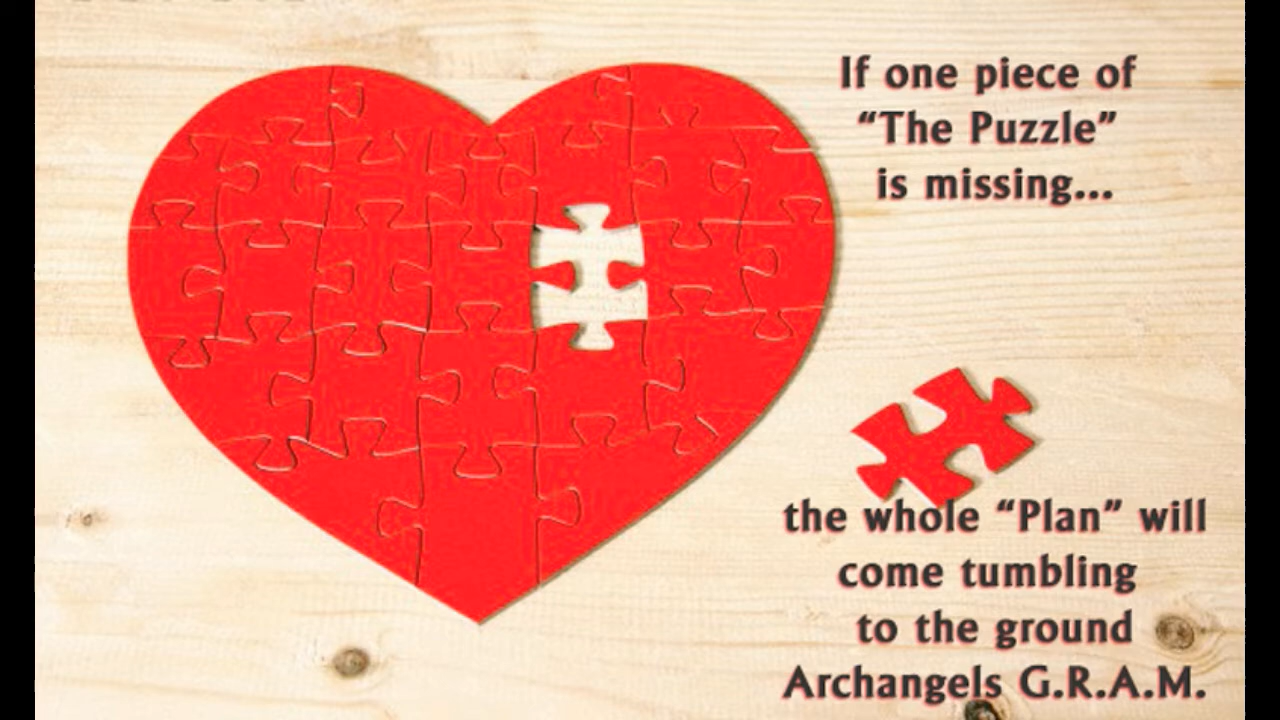 If one piece of
“The Puzzle”
is missing...
the whole “Plan” will
come tumbling
to the ground
Archangels G.R.A.M.